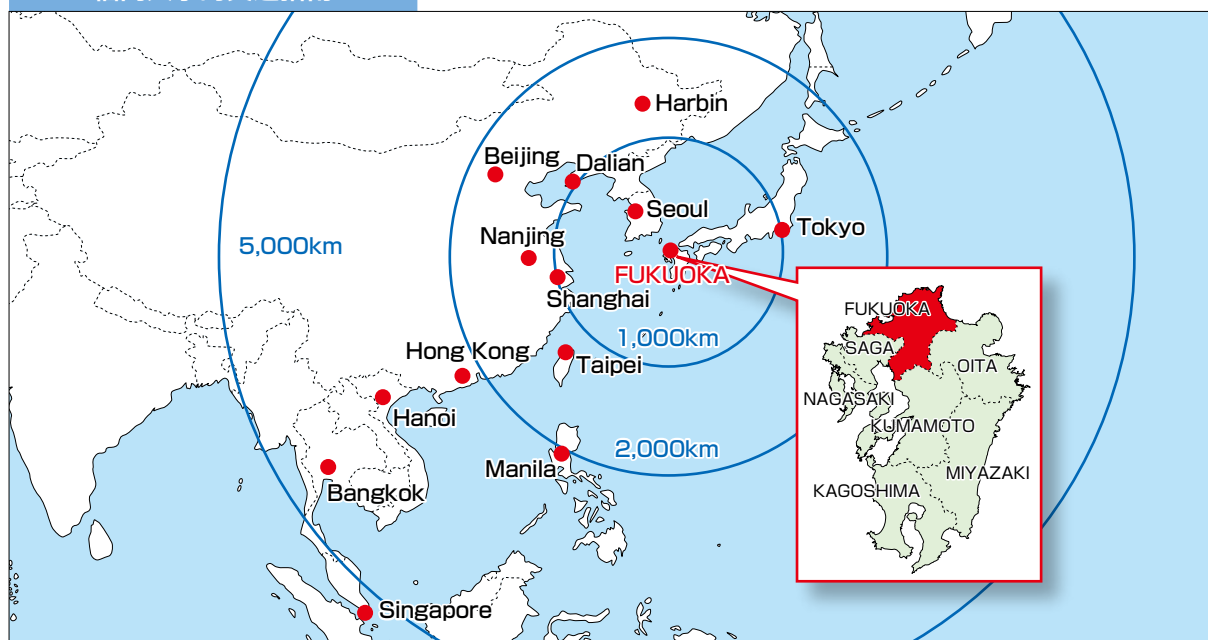 Harbin
Beijing
Dalian
Seoul
Tokyo
Nanjing
5,000km
FUKUOKA
Shanghai
1,000km
Hong Kong
Taipei
Hanoi
2,000km
Manila
Bangkok
Singapore
FUKUOKA
SAGA
OITA
NAGASAKI
KUMAMOTO
MIYAZAKI
KAGOSHIMA